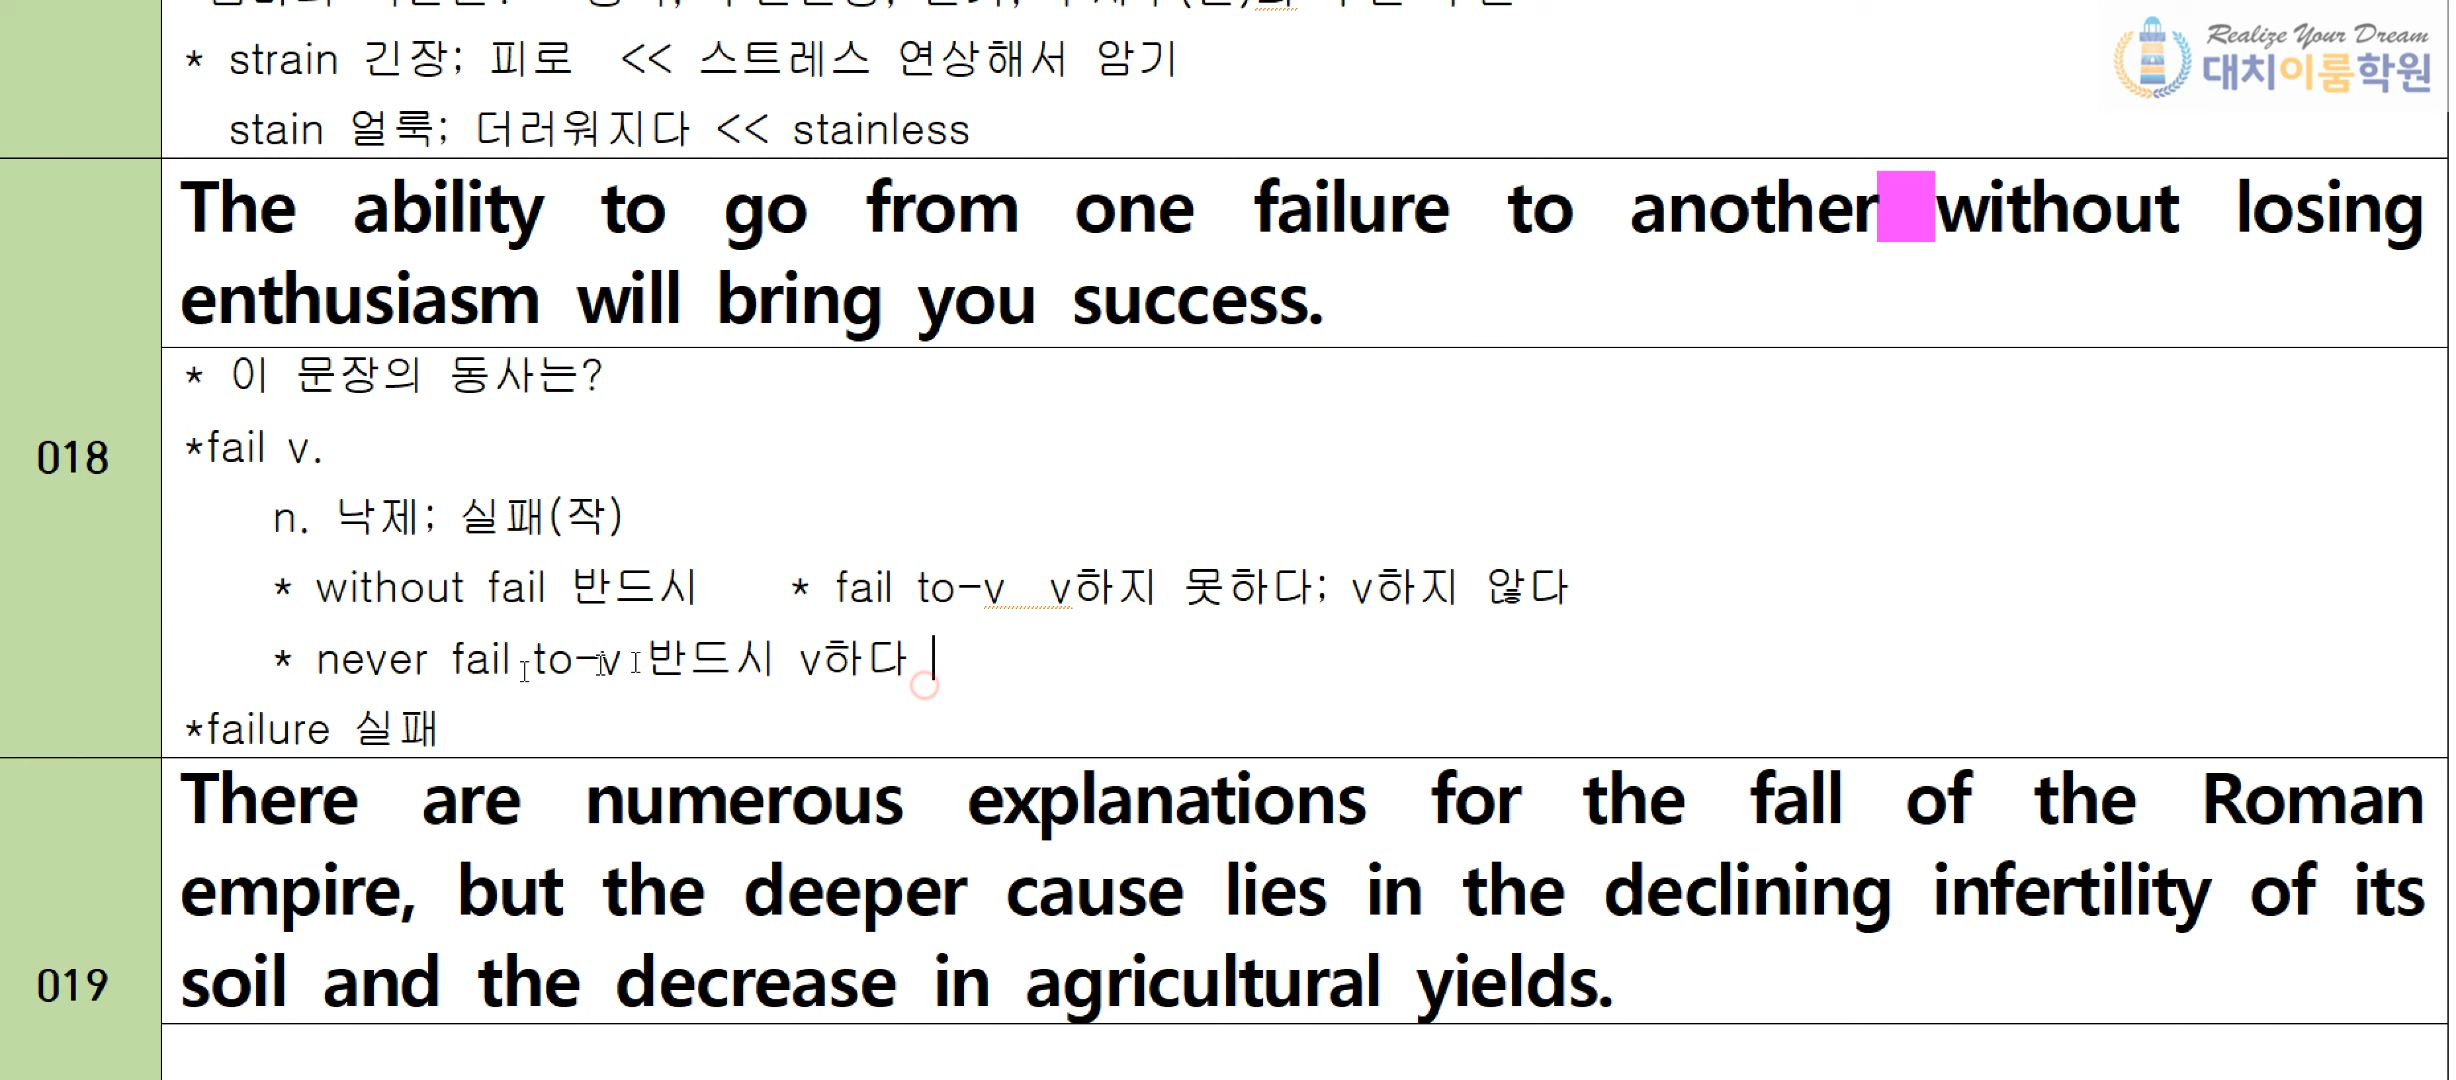 * strain 긴장; 피로 << 스트레스 연상해서 암기
stain 얼룩; 더러워지다 << stainless
Realize Your Dream
대치이룸학원
018
The ability to go from one failure to another without losing
enthusiasm will bring you success.
* 이 문장의 동사는?
*fail v.
n. 낙제; 실패(작)
* without fail 반드시 * fail to-v v하지 못하다; v하지 않다
* never fail to-v 반드시 v하다
*failure 실패
019
There are numerous explanations for the fall of the Roman
empire, but the deeper cause lies in the declining infertility of its
soil and the decrease in agricultural yields.